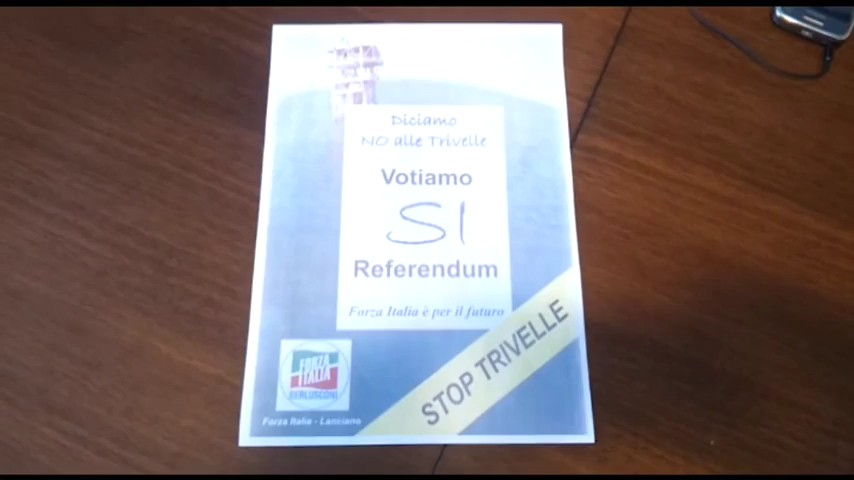 Diciamo
NO alle Trivelle
Votiamo
SI
Referendum
Forza Italia è per il futuro
STOP TRIVELLE
FORZA
ITALIA
BERLUSCONI
Forza Italia - Lanciano